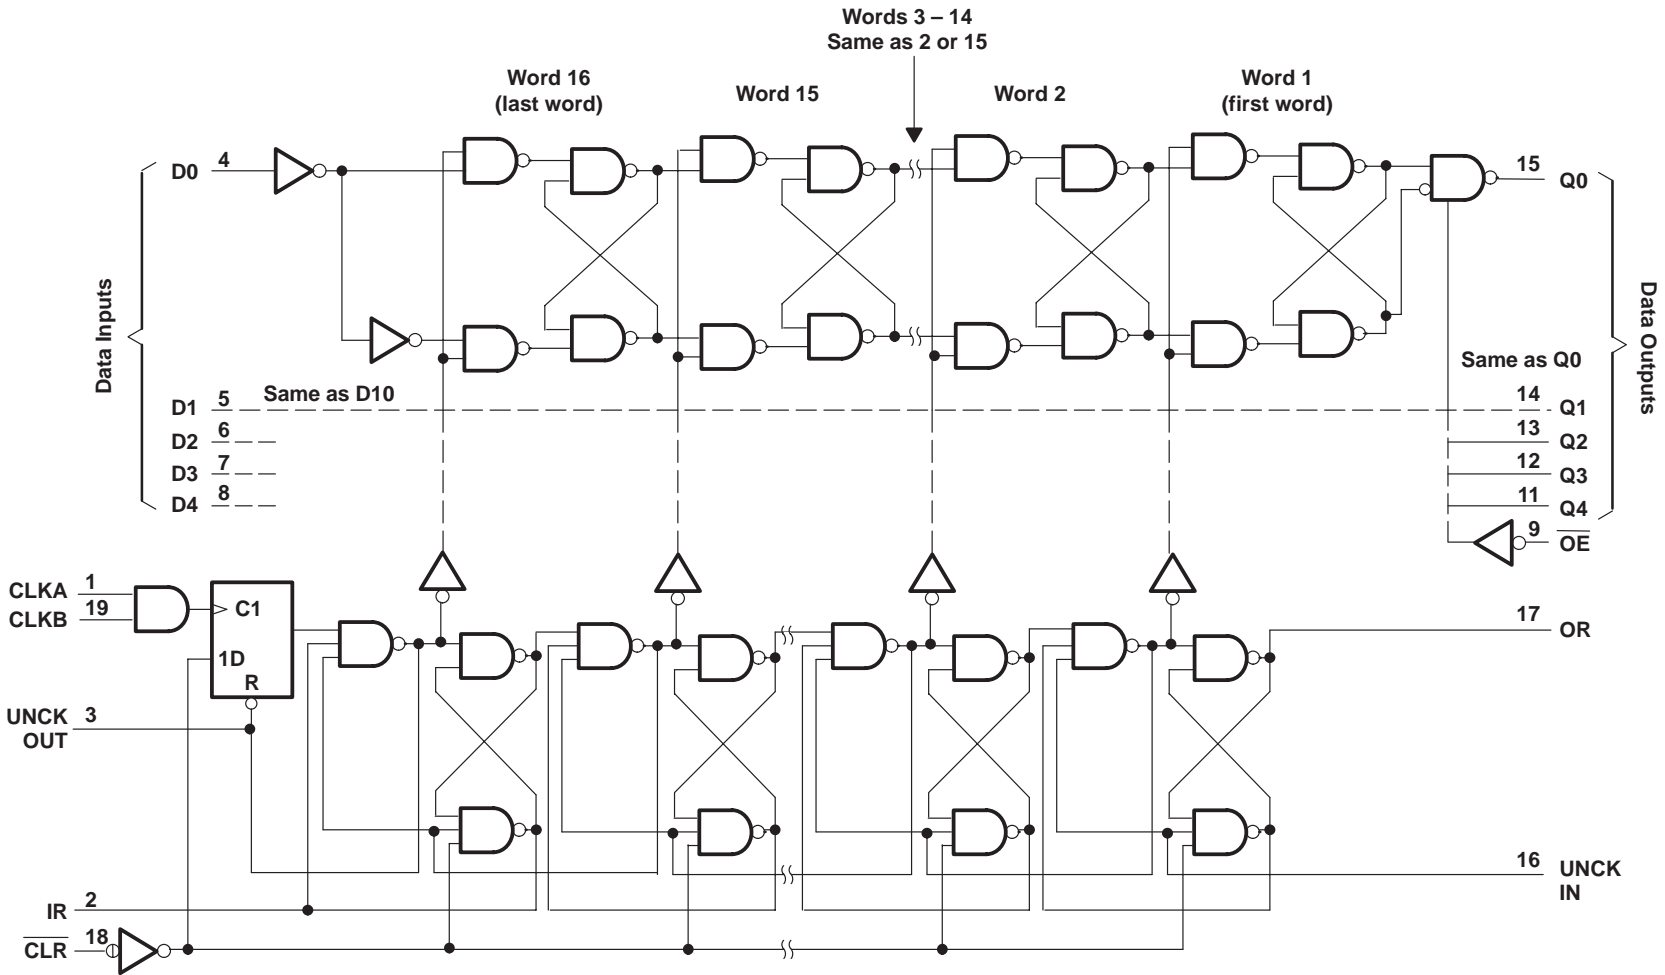 Words 3 – 14
Same as 2 or 15
Word 16
(last word)
Word 15
Word 2
Word 1
(first word)
D0 4
15 Q0
Data Inputs
Data Outputs
Same as Q0
Same as D10
D1 5
14 Q1
D2 6
13 Q2
D3 7
12 Q3
D4 8
11 Q4
9 OE
CLKA 1
CLKB 19
C1
1D
R
17 OR
UNCK
OUT 3
16 UNCK
IN
IR 2
CLR 18